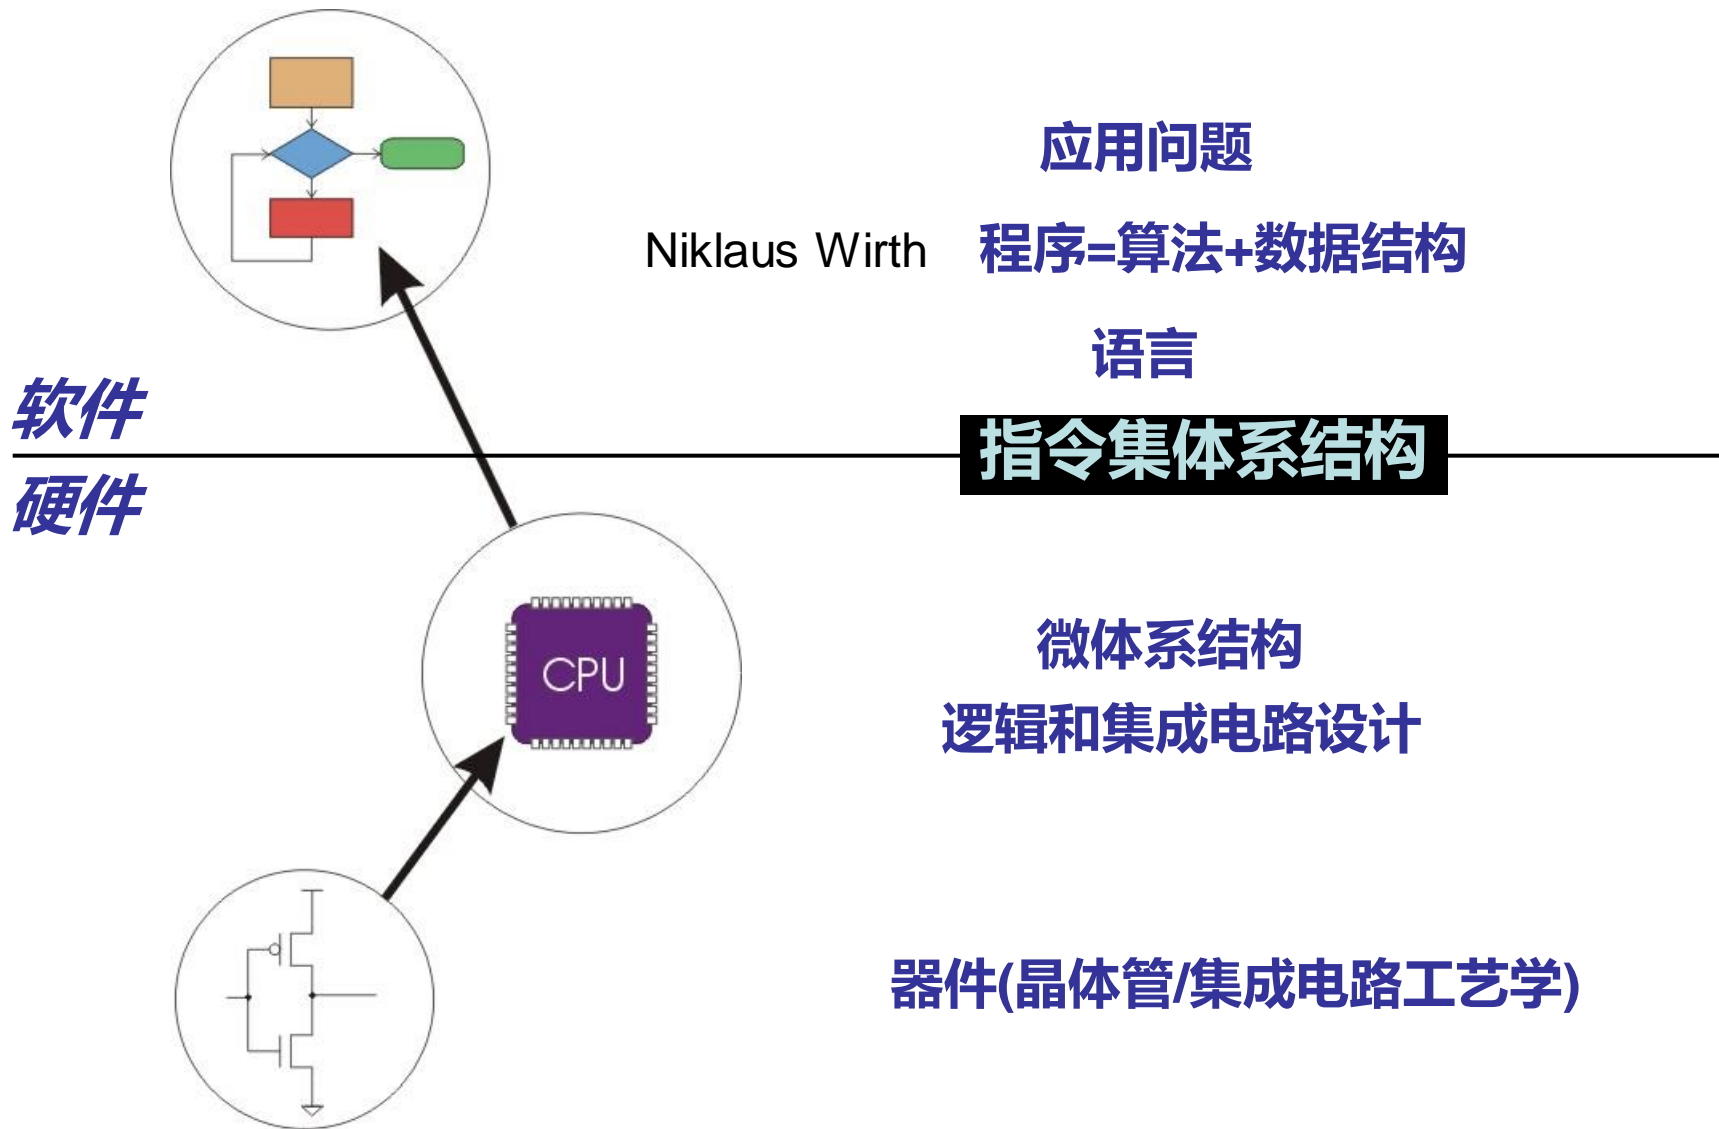 应用问题
Niklaus Wirth 程序=算法+数据结构
语言
软件
指令集体系结构
硬件
微体系结构
CPU
逻辑和集成电路设计
器件(晶体管/集成电路工艺学)